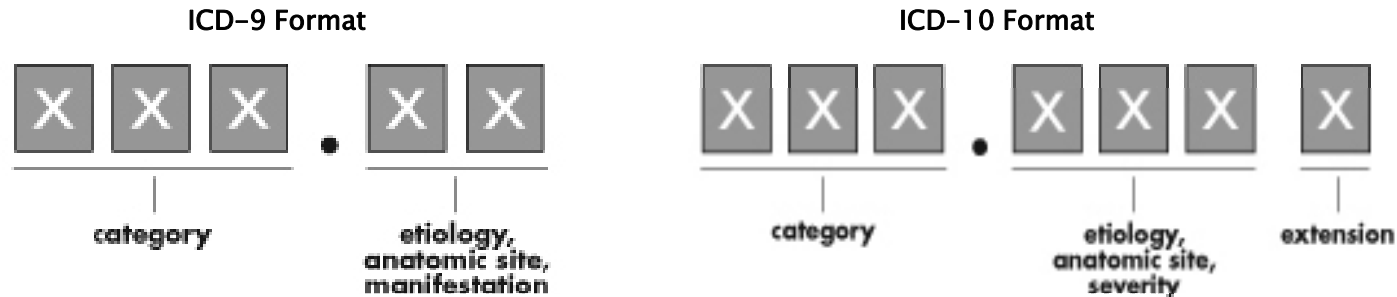 ICD-9 Format
X X X . X X
category
etiology,
anatomic site,
manifestation
ICD-10 Format
X X X . X X X X
category
etiology,
anatomic site,
severity
extension